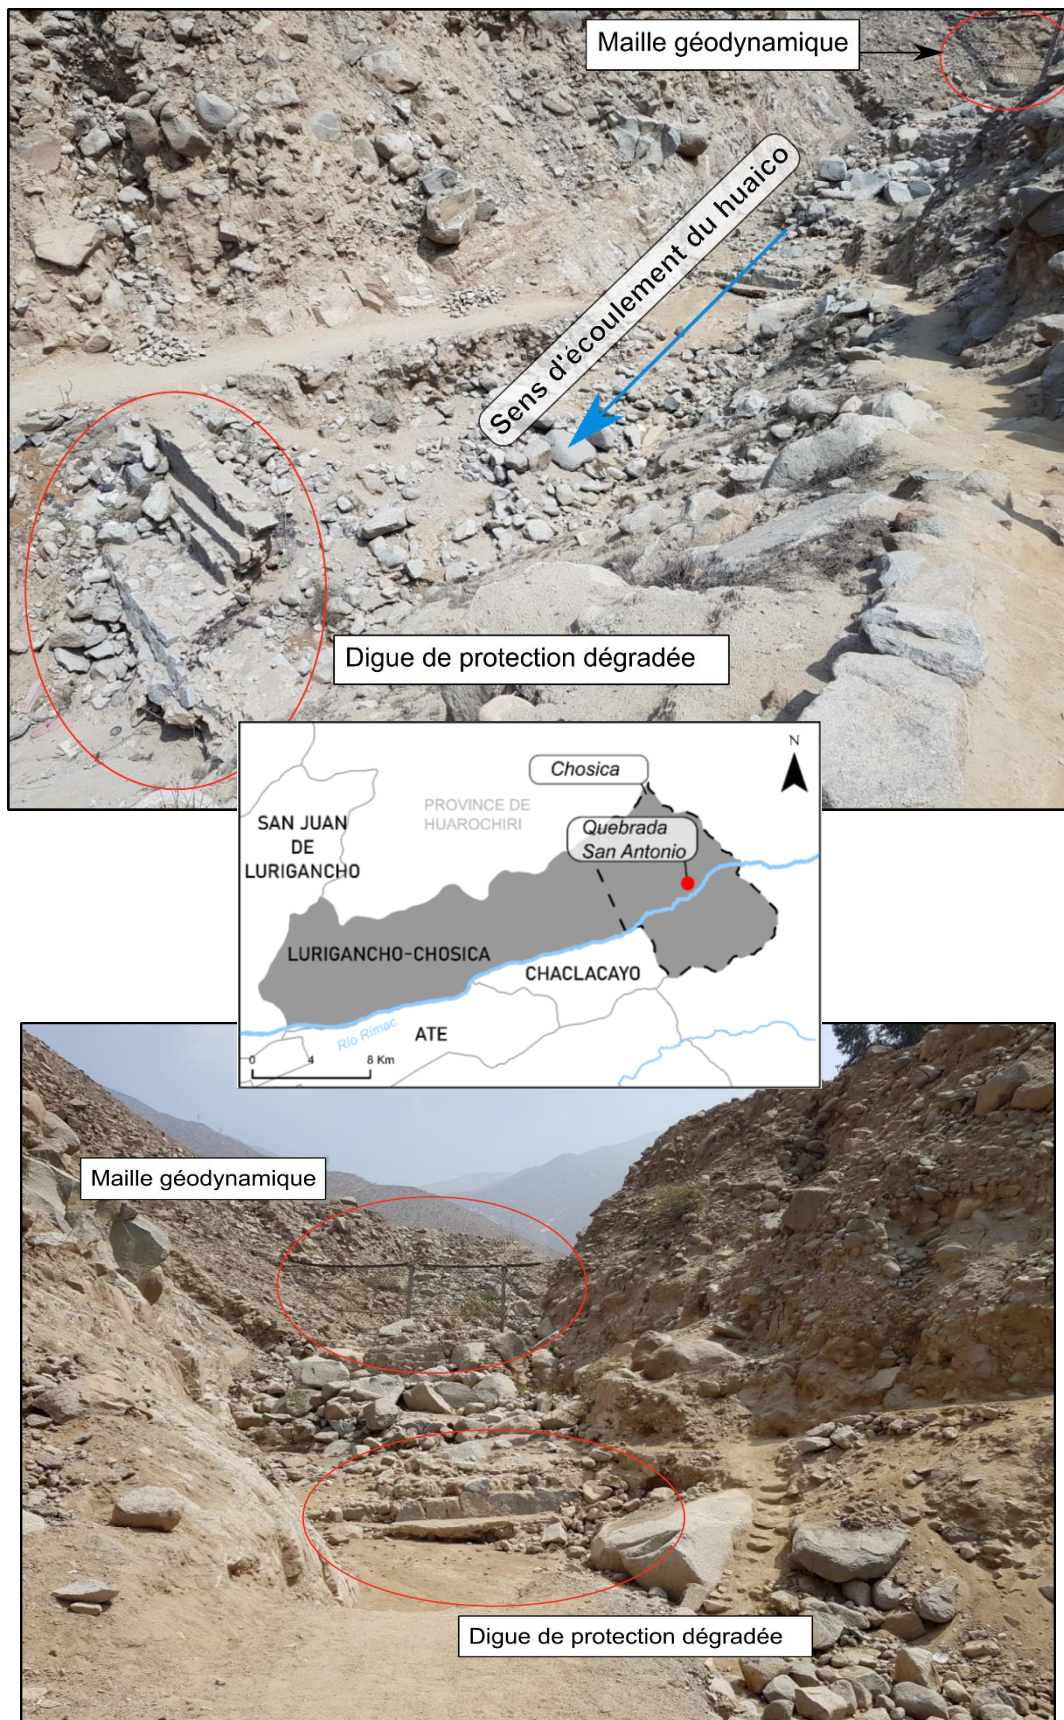 Maille géodynamique
Sens d'écoulement du huaico
Digue de protection dégradée
N
Chosica
PROVINCE DE
HUAROCHIRI
SAN JUAN
DE
LURIGANCHO
Quebrada
San Antonio
LURIGANCHO-CHOSICA
CHACLACAYO
Río Rimac
ATE
0 4 8 Km
Maille géodynamique
Digue de protection dégradée